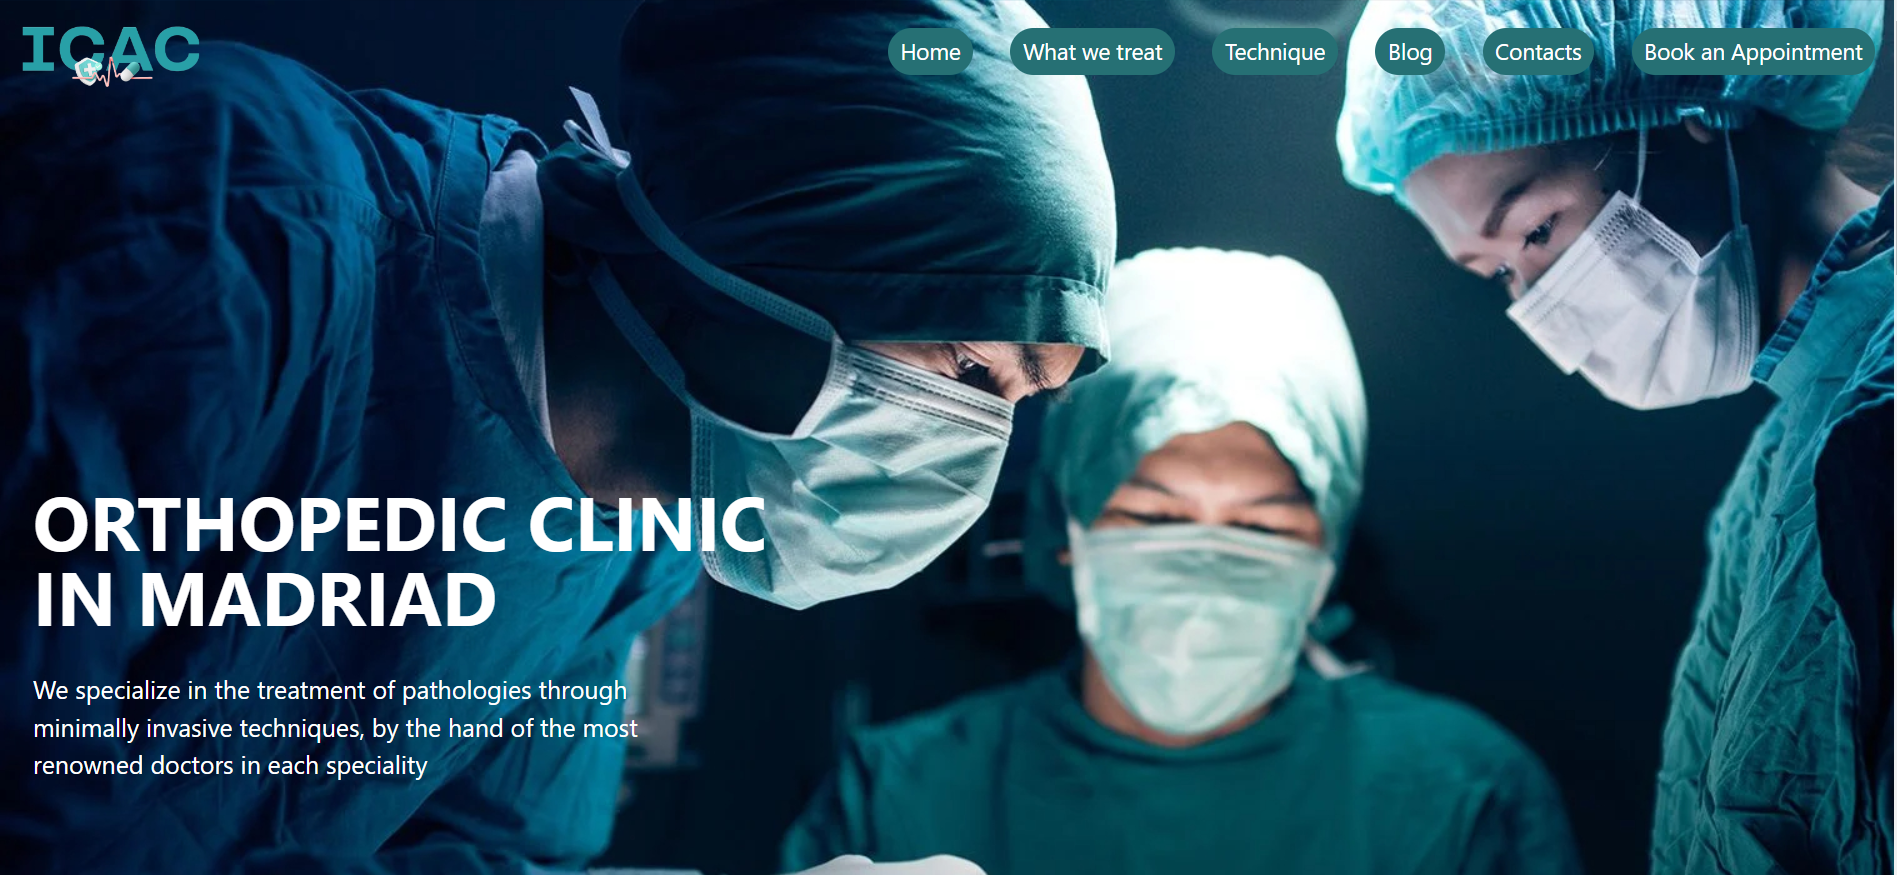 ICAC
Home
What we treat
Technique
Blog
Contacts
Book an Appointment
ORTHOPEDIC CLINIC
IN MADRIAD
We specialize in the treatment of pathologies through
minimally invasive techniques, by the hand of the most
renowned doctors in each speciality